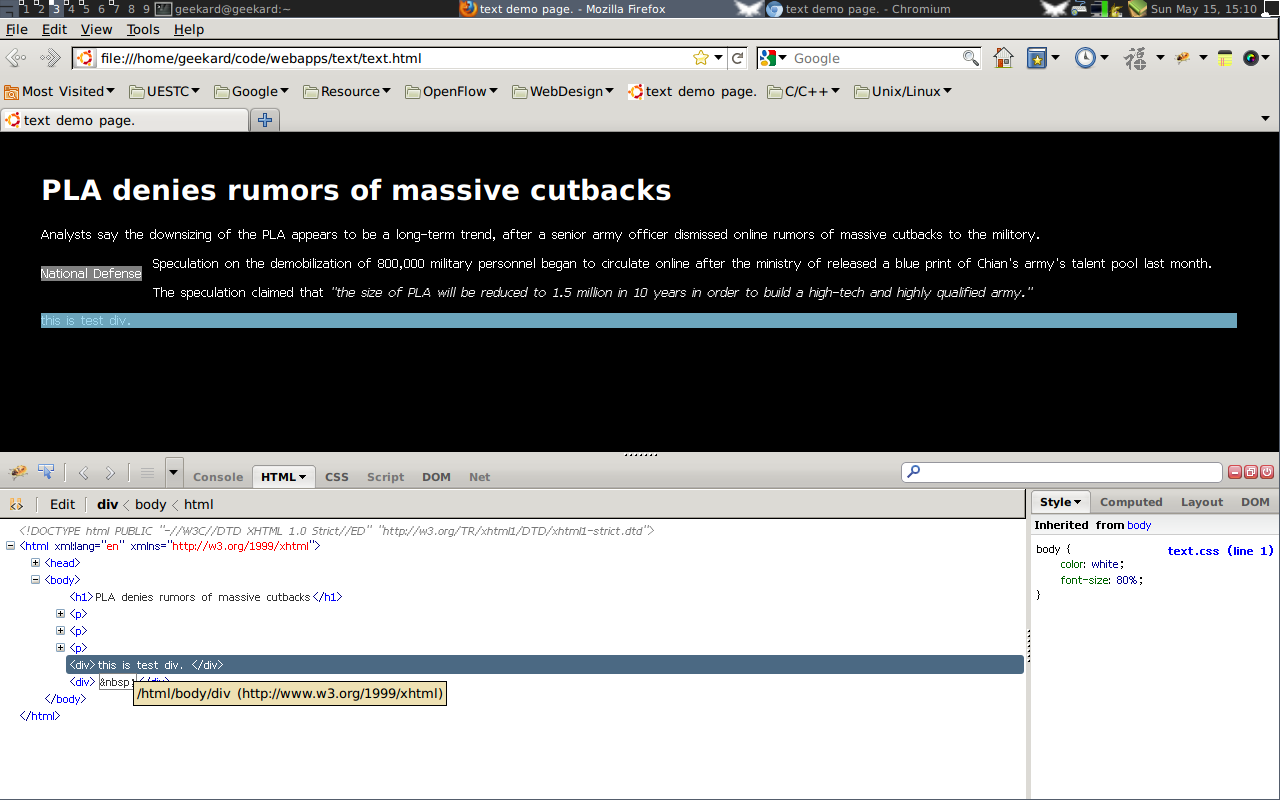 1 2 3 4 5 6 7 8 9 geekard@geekard:~ text demo page. - Mozilla Firefox text demo page. - Chromium Sun May 15, 15:10
File Edit View Tools Help
file:///home/geekard/code/webapps/text/text.html Google 福
Most Visited UESTC Google Resource OpenFlow WebDesign text demo page. C/C++ Unix/Linux
text demo page.
PLA denies rumors of massive cutbacks
Analysts say the downsizing of the PLA appears to be a long-term trend, after a senior army officer dismissed online rumors of massive cutbacks to the military.
Speculation on the demobilization of 800,000 military personnel began to circulate online after the ministry of released a blue print of Chian's army's talent pool last month.
National Defense
The speculation claimed that "the size of PLA will be reduced to 1.5 million in 10 years in order to build a high-tech and highly qualified army."
this is test div.
Console HTML CSS Script DOM Net
Edit div < body < html
Style Computed Layout DOM
<!DOCTYPE html PUBLIC "-//W3C//DTD XHTML 1.0 Strict//ED" "http://w3.org/TR/xhtml1/DTD/xhtml1-strict.dtd">
<html xml:lang="en" xmlns="http://w3.org/1999/xhtml">
<head>
<body>
<h1>PLA denies rumors of massive cutbacks</h1>
<p>
<p>
<p>
<div>this is test div. </div>
<div> &nbsp; </div>
/html/body/div (http://www.w3.org/1999/xhtml)
</body>
</html>
Inherited from body
body { text.css (line 1)
color: white;
font-size: 80%;
}